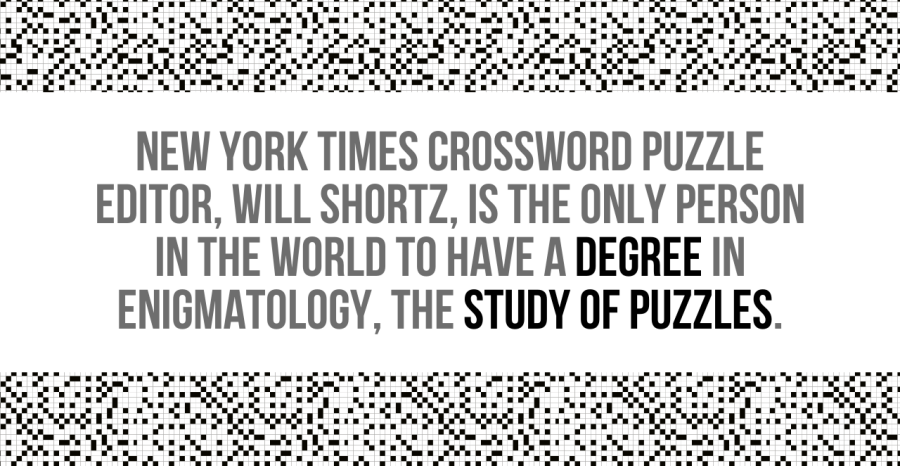 NEW YORK TIMES CROSSWORD PUZZLE
EDITOR, WILL SHORTZ, IS THE ONLY PERSON
IN THE WORLD TO HAVE A DEGREE IN
ENIGMATOLOGY, THE STUDY OF PUZZLES.